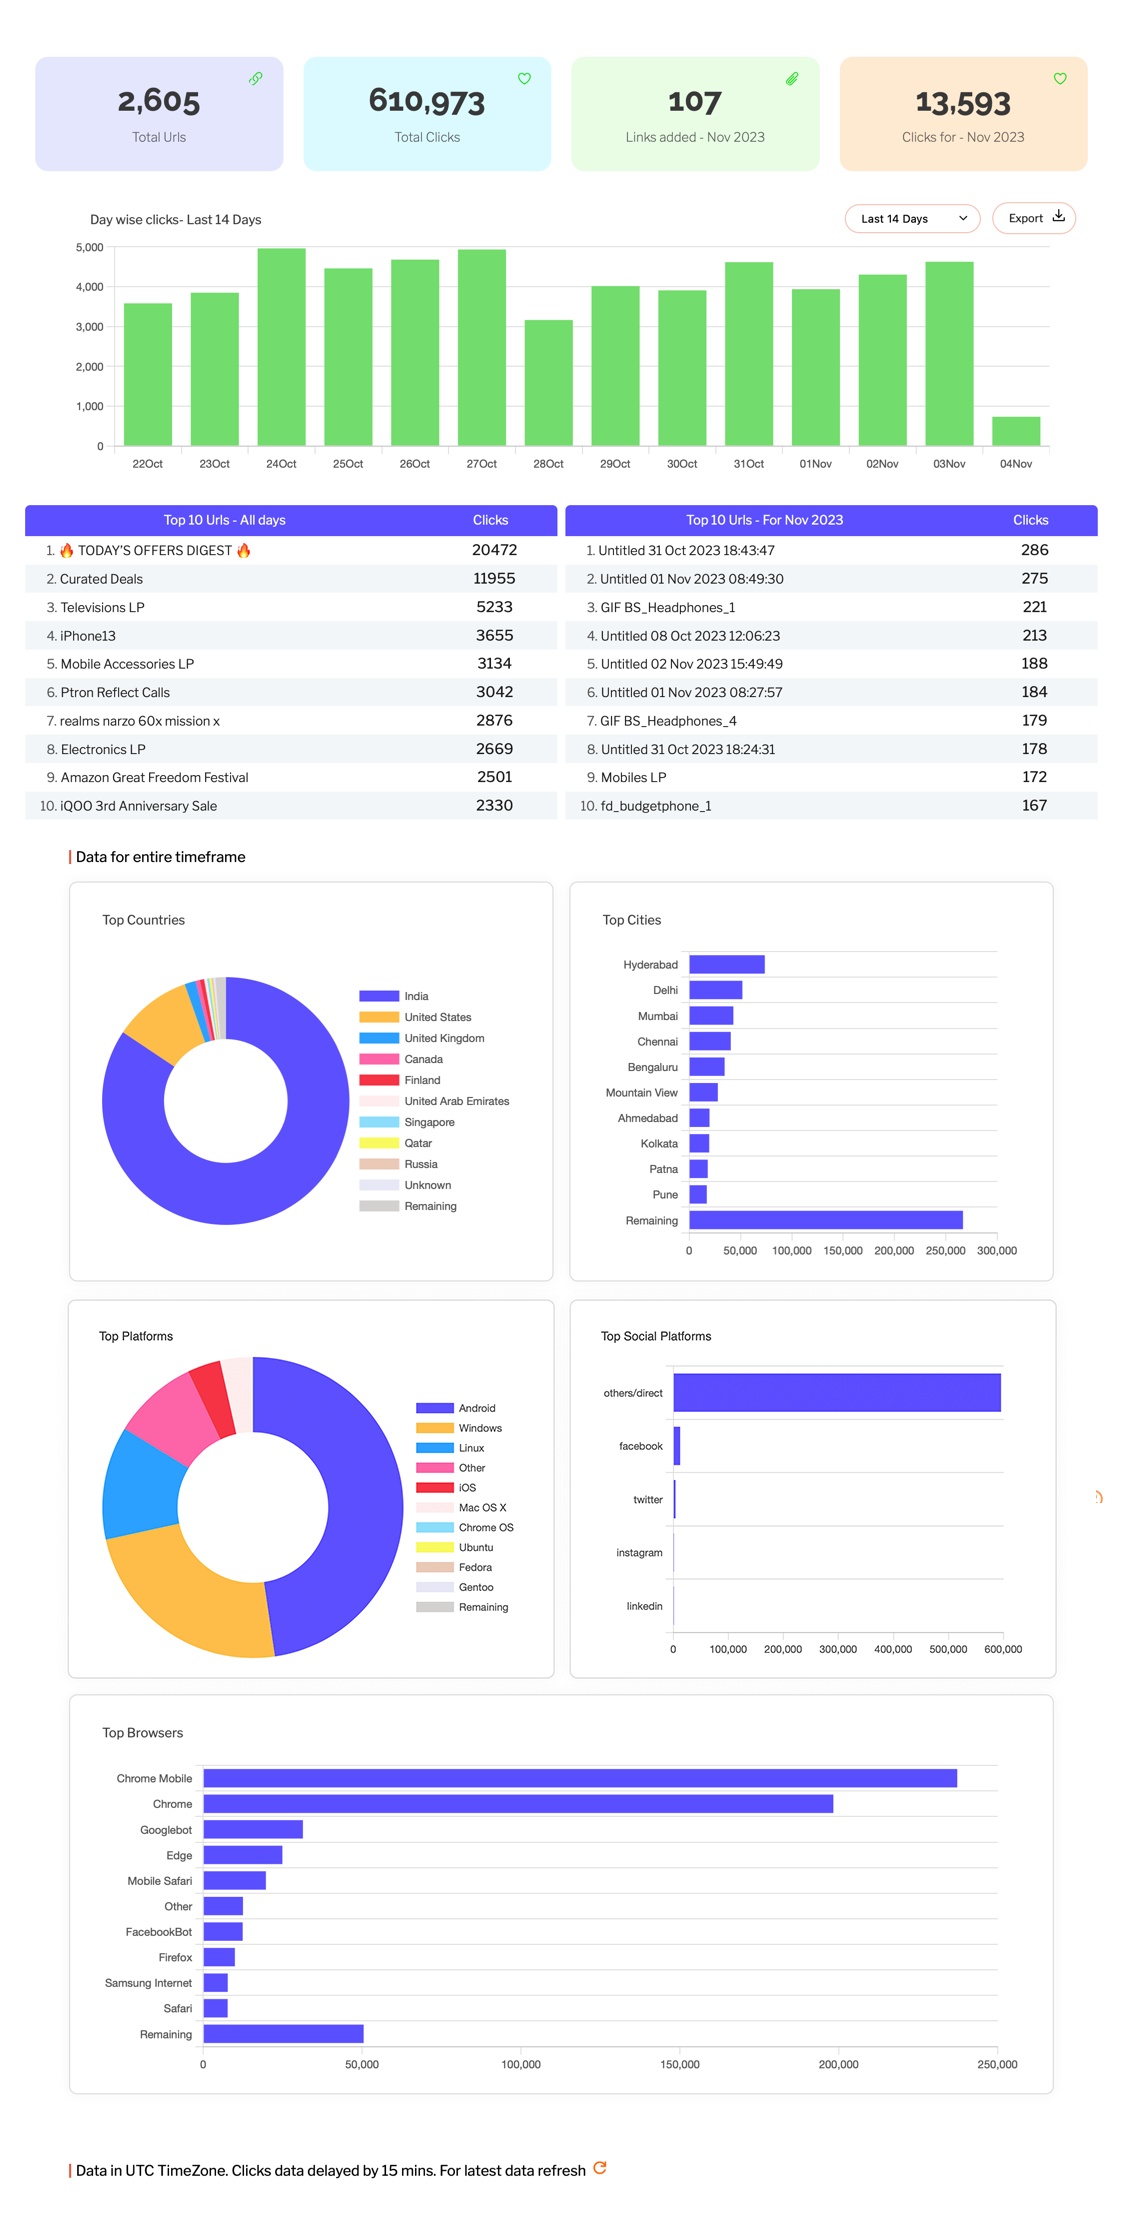 2,605
Total Urls
610,973
Total Clicks
107
Links added - Nov 2023
13,593
Clicks for - Nov 2023
Day wise clicks- Last 14 Days
Last 14 Days
Export
5,000
4,000
3,000
2,000
1,000
0
22Oct 23Oct 24Oct 25Oct 26Oct 27Oct 28Oct 29Oct 30Oct 31Oct 01Nov 02Nov 03Nov 04Nov
Top 10 Urls - All days Clicks
1. 🔥 TODAY'S OFFERS DIGEST 🔥 20472
2. Curated Deals 11955
3. Televisions LP 5233
4. iPhone13 3655
5. Mobile Accessories LP 3134
6. Ptron Reflect Calls 3042
7. realms narzo 60x mission x 2876
8. Electronics LP 2669
9. Amazon Great Freedom Festival 2501
10. iQOO 3rd Anniversary Sale 2330
Top 10 Urls - For Nov 2023 Clicks
1. Untitled 31 Oct 2023 18:43:47 286
2. Untitled 01 Nov 2023 08:49:30 275
3. GIF BS_Headphones_1 221
4. Untitled 08 Oct 2023 12:06:23 213
5. Untitled 02 Nov 2023 15:49:49 188
6. Untitled 01 Nov 2023 08:27:57 184
7. GIF BS_Headphones_4 179
8. Untitled 31 Oct 2023 18:24:31 178
9. Mobiles LP 172
10. fd_budgetphone_1 167
Data for entire timeframe
Top Countries
India
United States
United Kingdom
Canada
Finland
United Arab Emirates
Singapore
Qatar
Russia
Unknown
Remaining
Top Cities
Hyderabad
Delhi
Mumbai
Chennai
Bengaluru
Mountain View
Ahmedabad
Kolkata
Patna
Pune
Remaining
0 50,000 100,000 150,000 200,000 250,000 300,000
Top Platforms
Android
Windows
Linux
Other
iOS
Mac OS X
Chrome OS
Ubuntu
Fedora
Gentoo
Remaining
Top Social Platforms
others/direct
facebook
twitter
instagram
linkedin
0 100,000 200,000 300,000 400,000 500,000 600,000
Top Browsers
Chrome Mobile
Chrome
Googlebot
Edge
Mobile Safari
Other
FacebookBot
Firefox
Samsung Internet
Safari
Remaining
0 50,000 100,000 150,000 200,000 250,000
Data in UTC TimeZone. Clicks data delayed by 15 mins. For latest data refresh